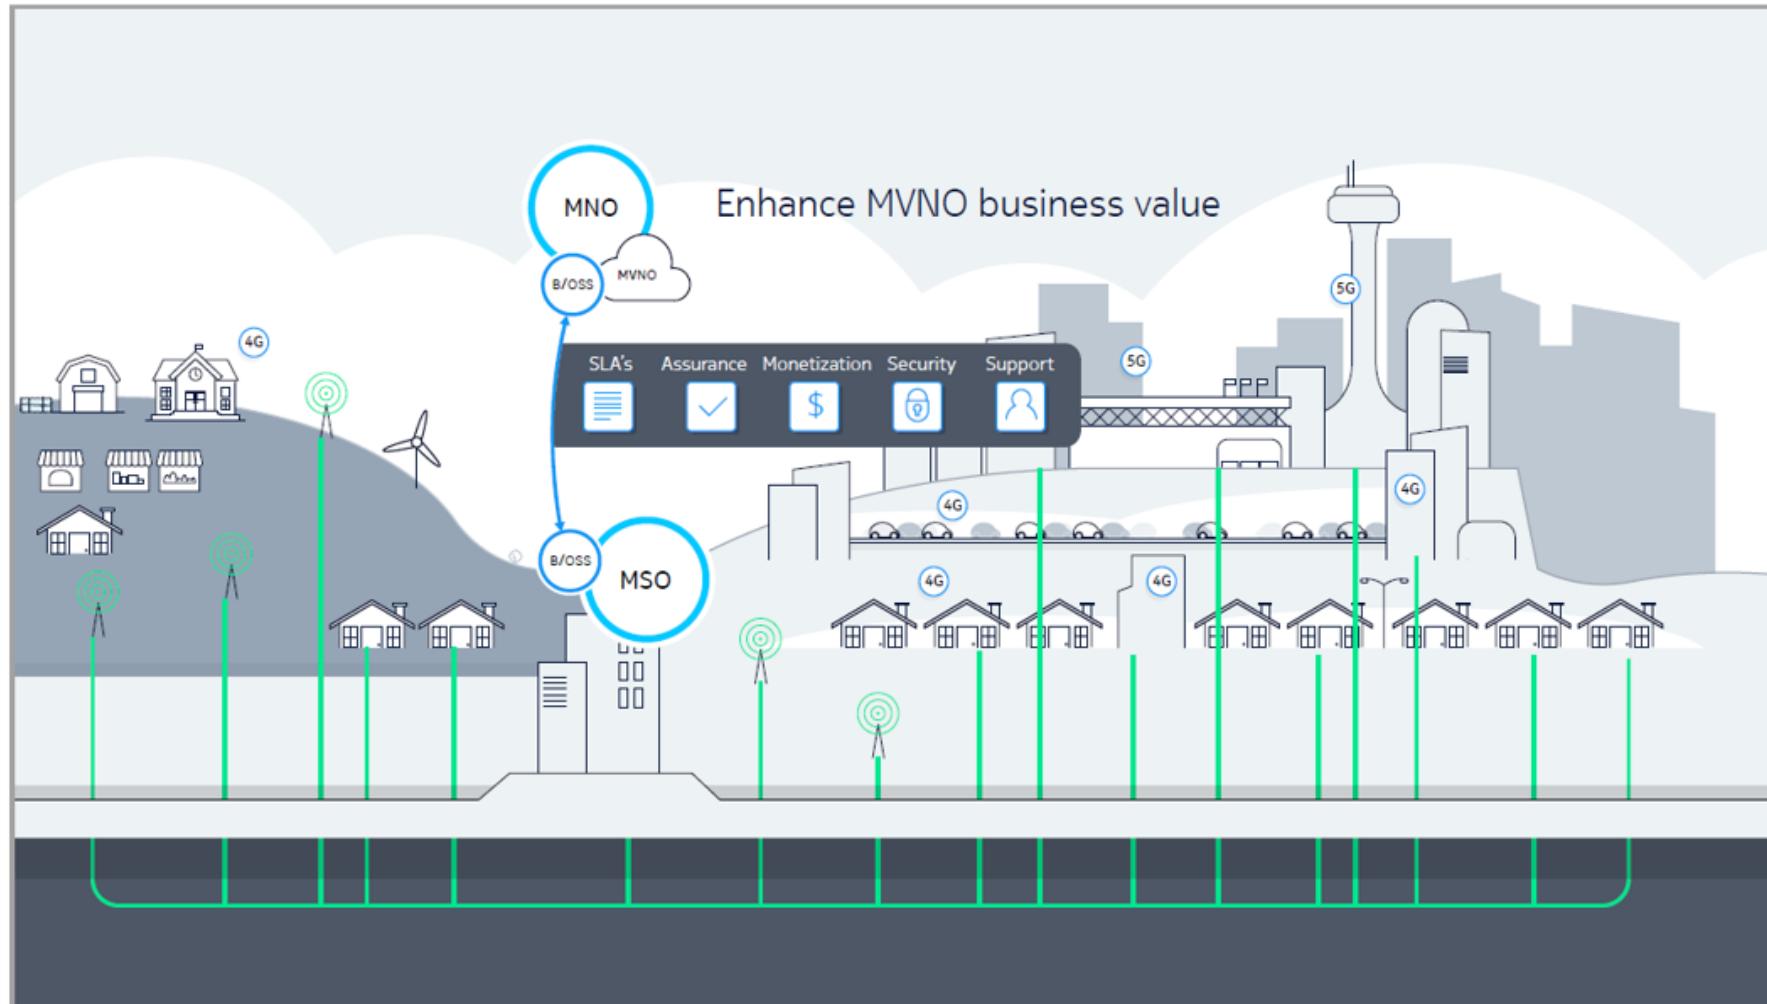 MNO
Enhance MVNO business value
B/OSS
MVNO
5G
4G
5G
SLA's Assurance Monetization Security Support
$
4G
4G
B/OSS
MSO
4G
4G